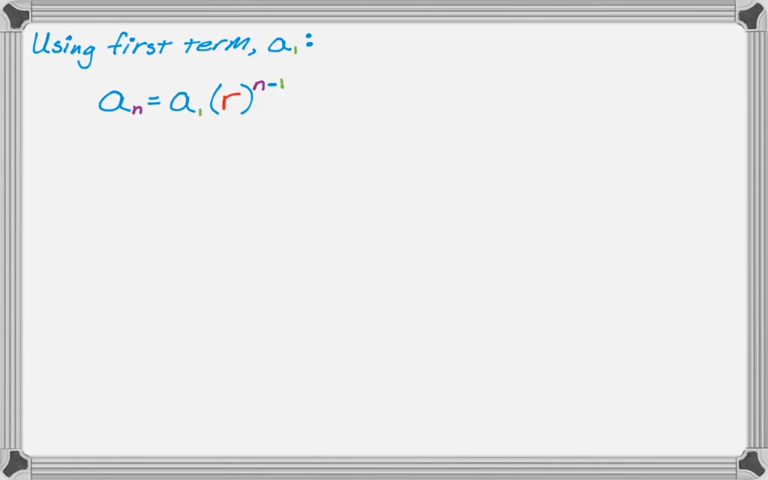 Using first term, a₁:
aₙ = a₁ (r)ⁿ⁻¹